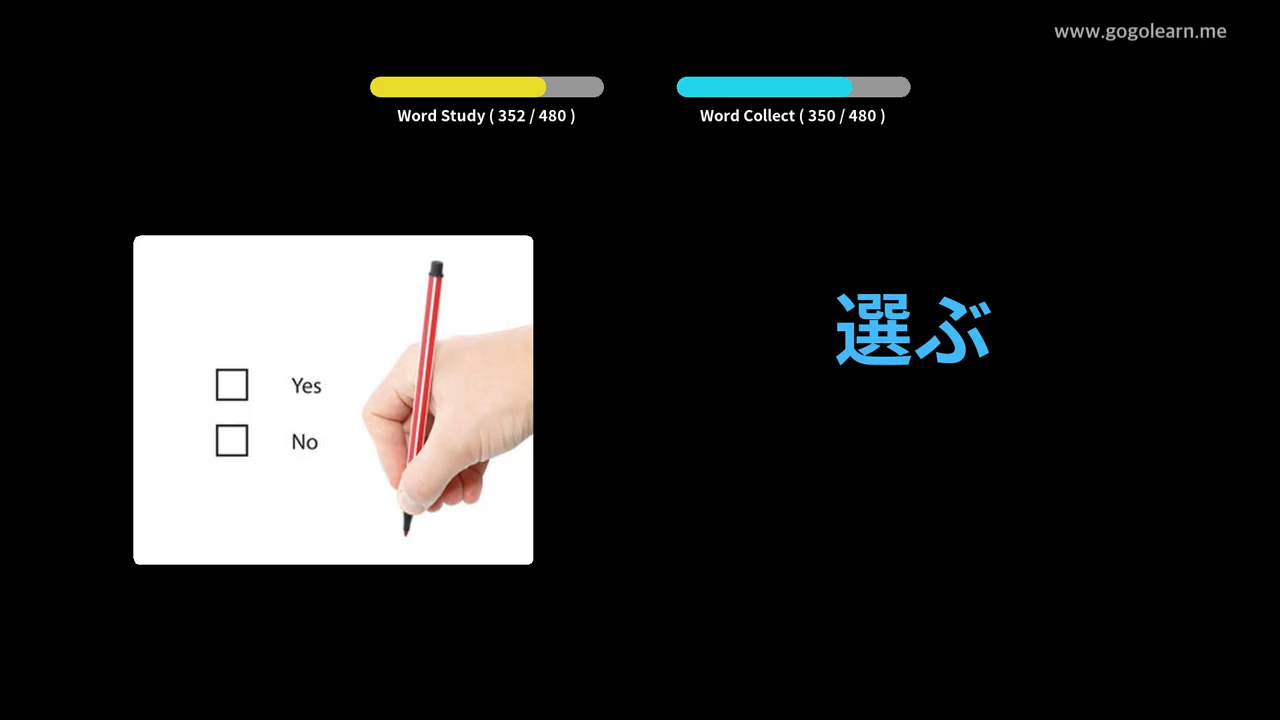 www.gogolearn.me
Word Study ( 352 / 480 )
Word Collect ( 350 / 480 )
選ぶ
Yes
No